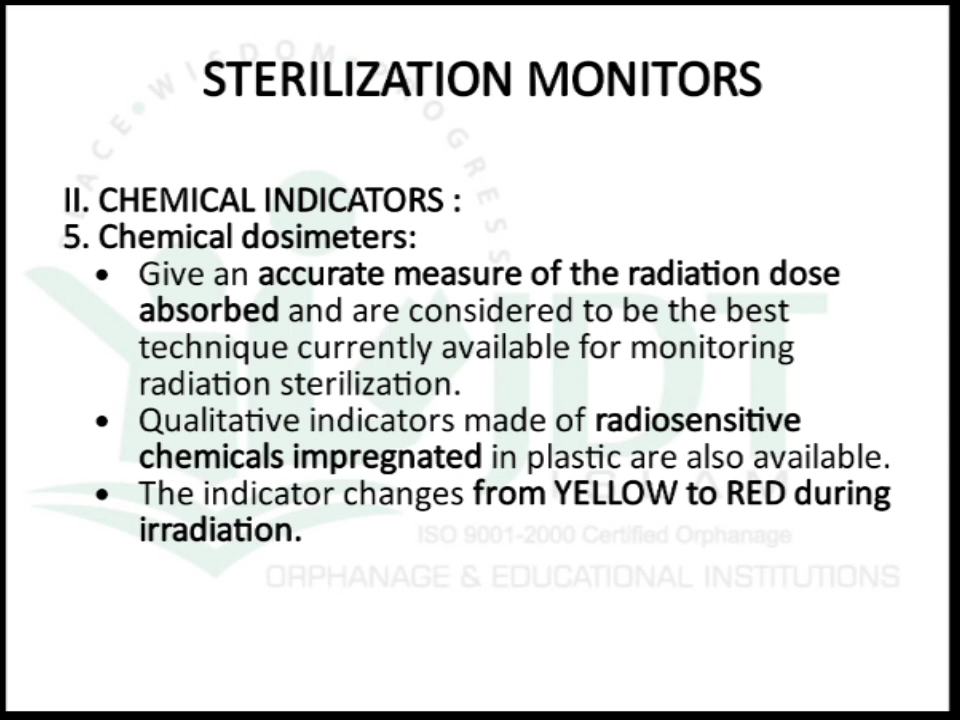 STERILIZATION MONITORS
II. CHEMICAL INDICATORS :
5. Chemical dosimeters:
• Give an accurate measure of the radiation dose
absorbed and are considered to be the best
technique currently available for monitoring
radiation sterilization.
• Qualitative indicators made of radiosensitive
chemicals impregnated in plastic are also available.
• The indicator changes from YELLOW to RED during
irradiation.
JDT
ISLAM
ISO 9001-2000 Certified Orphanage
ORPHANAGE & EDUCATIONAL INSTITUTIONS